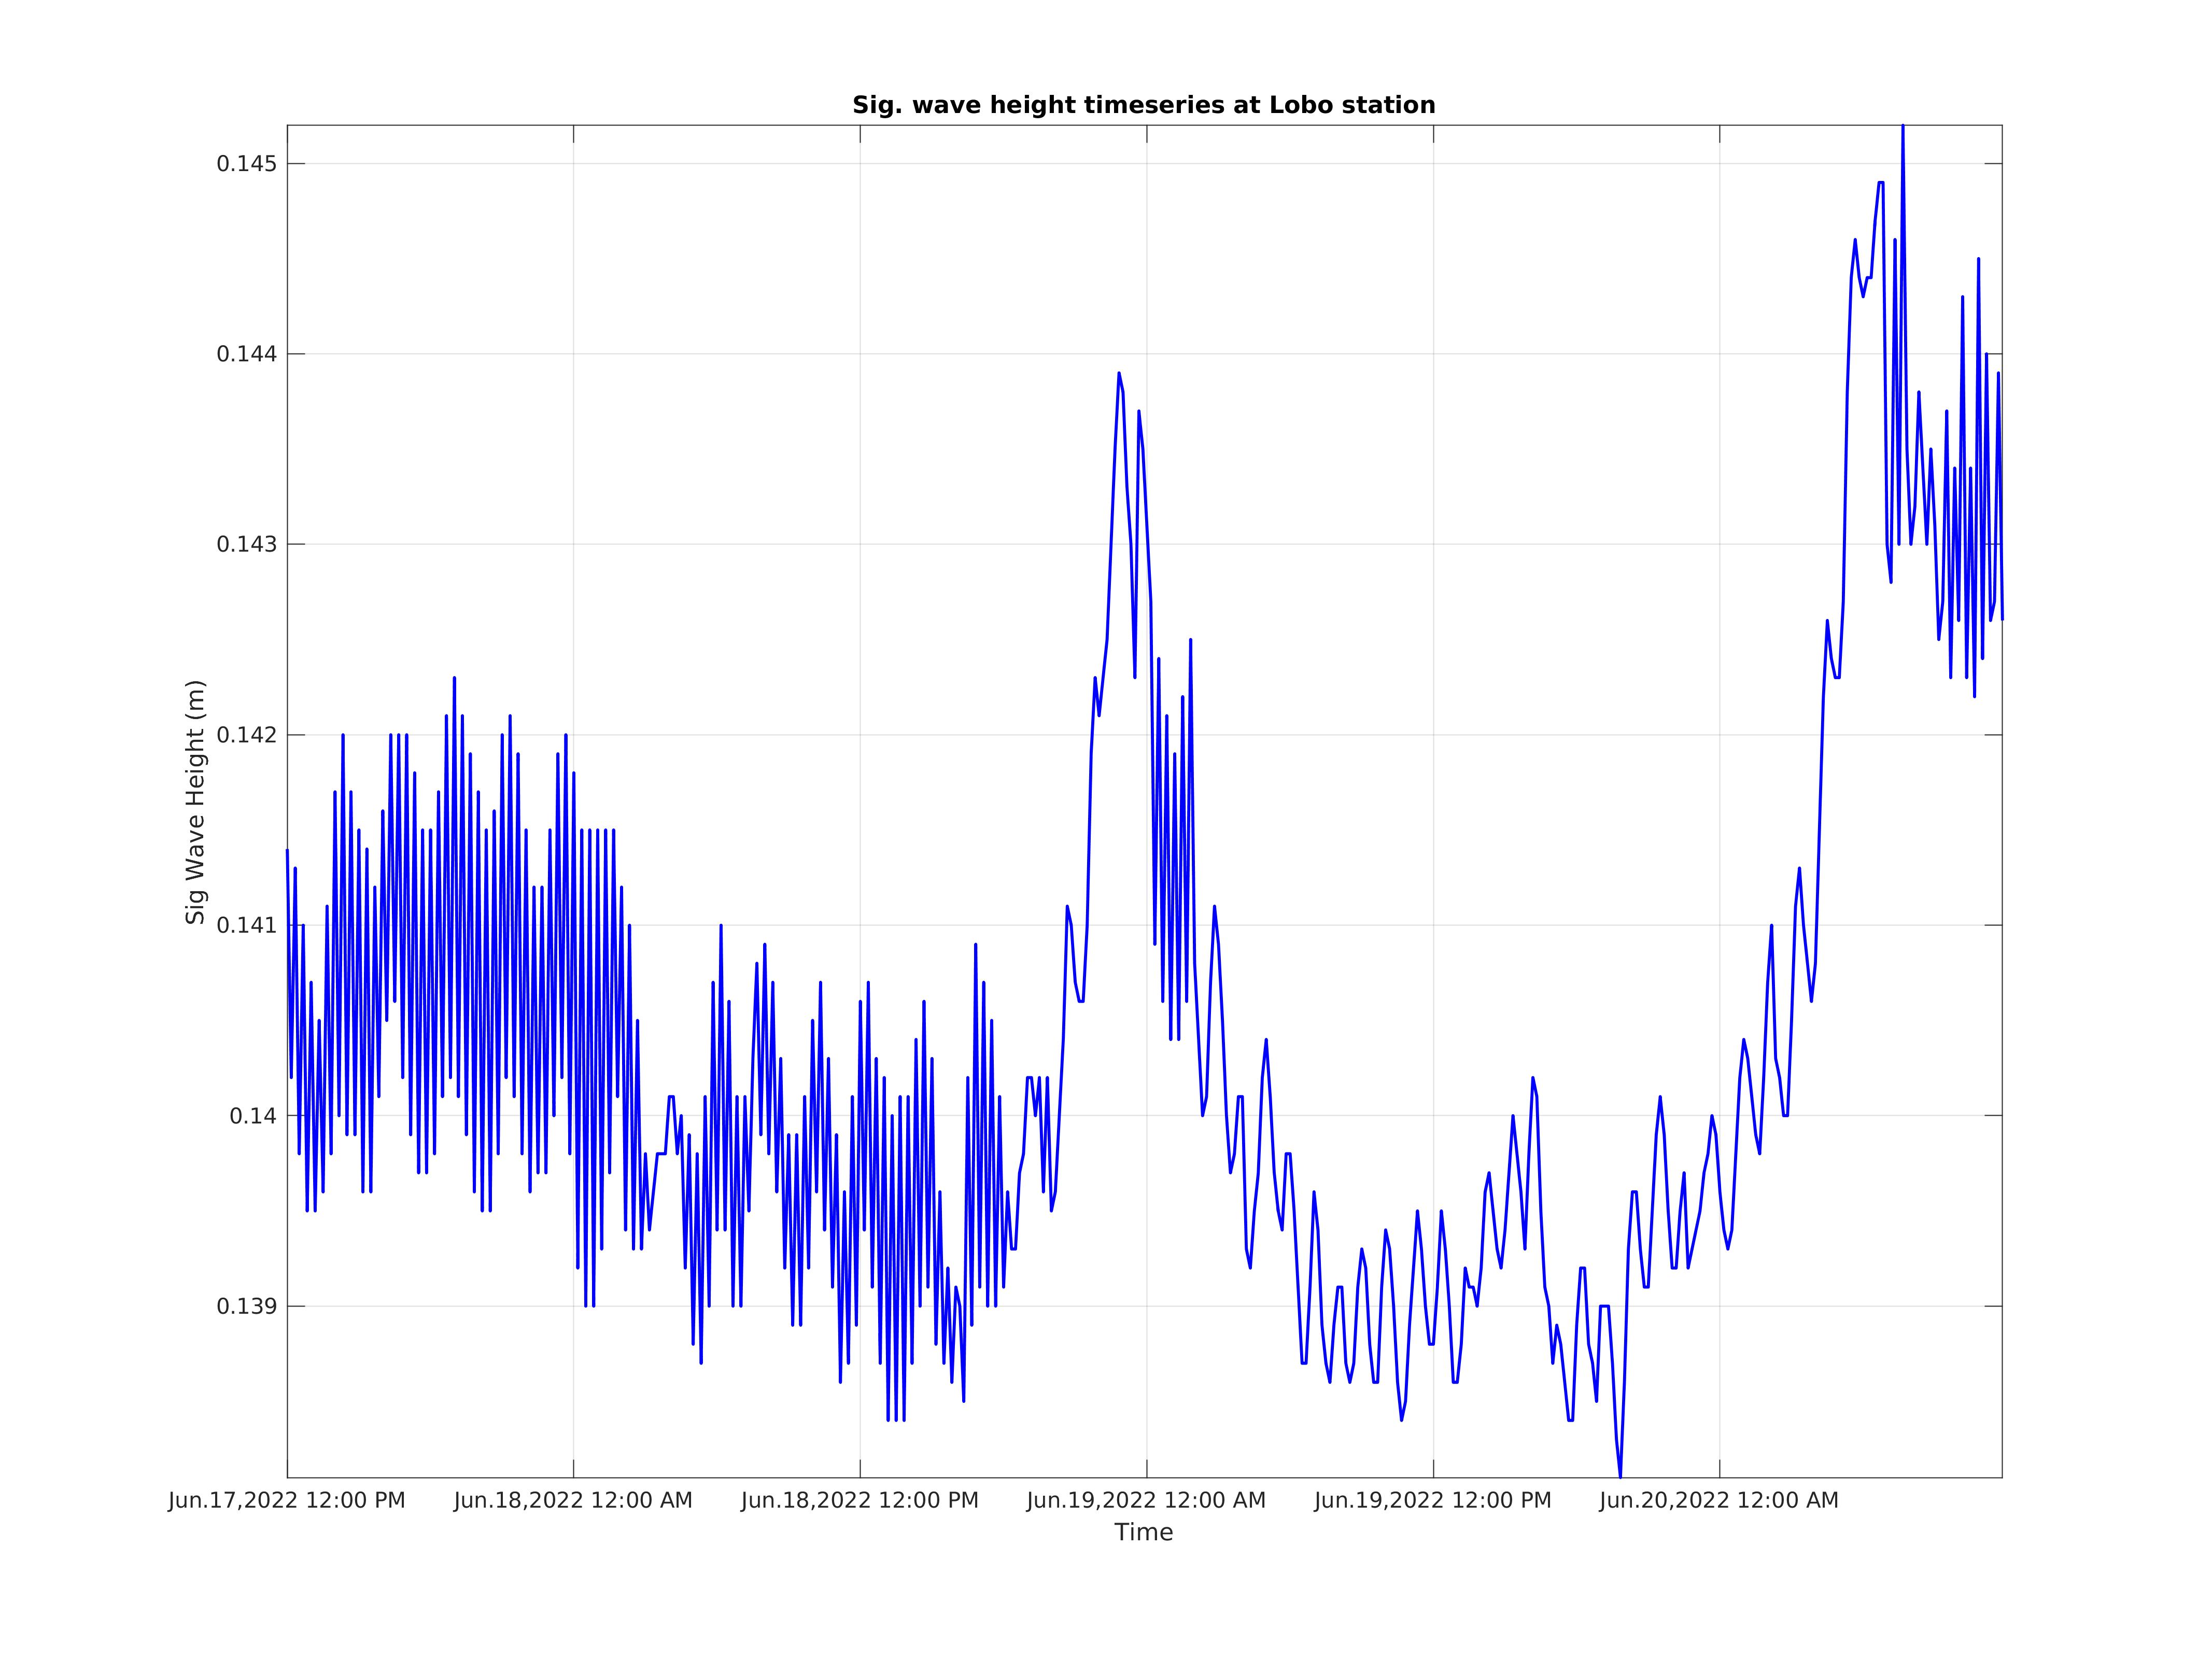 Sig. wave height timeseries at Lobo station
0.145
0.144
0.143
0.142
0.141
0.14
0.139
Sig Wave Height (m)
Jun.17,2022 12:00 PM Jun.18,2022 12:00 AM Jun.18,2022 12:00 PM Jun.19,2022 12:00 AM Jun.19,2022 12:00 PM Jun.20,2022 12:00 AM
Time